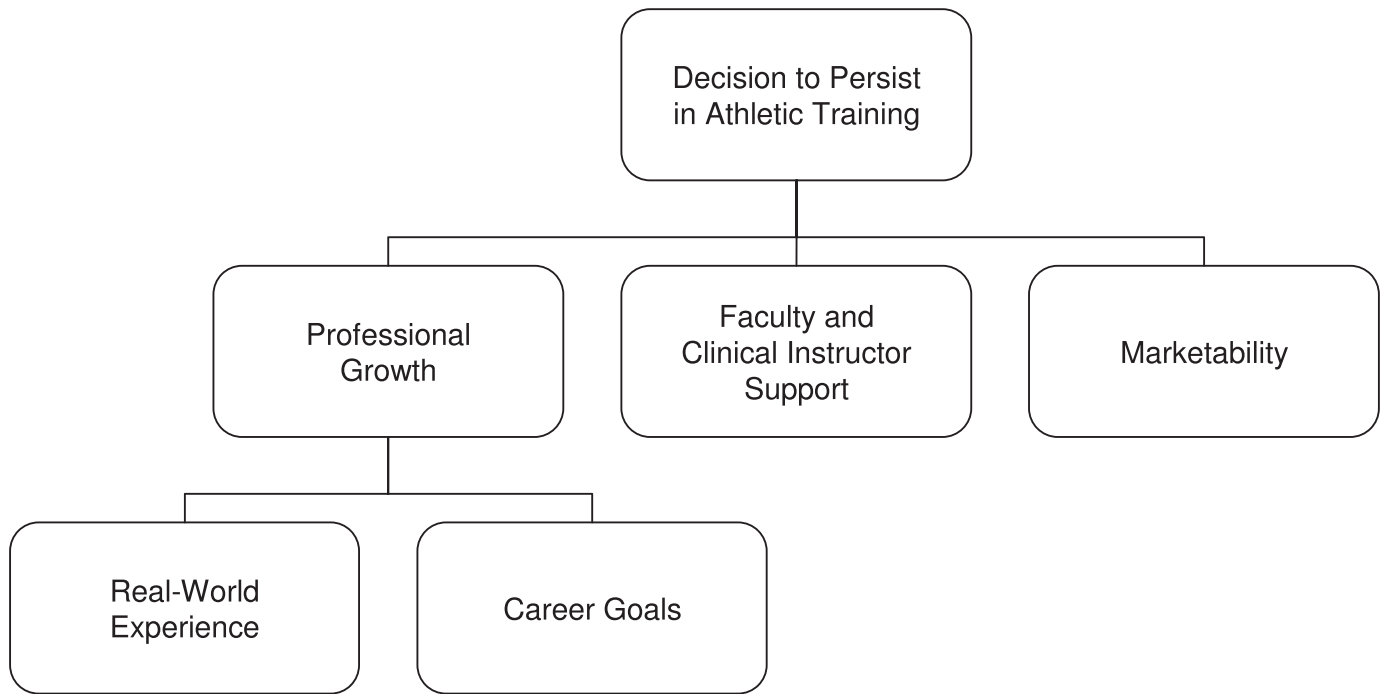 Decision to Persist
in Athletic Training
Professional
Growth
Faculty and
Clinical Instructor
Support
Marketability
Real-World
Experience
Career Goals